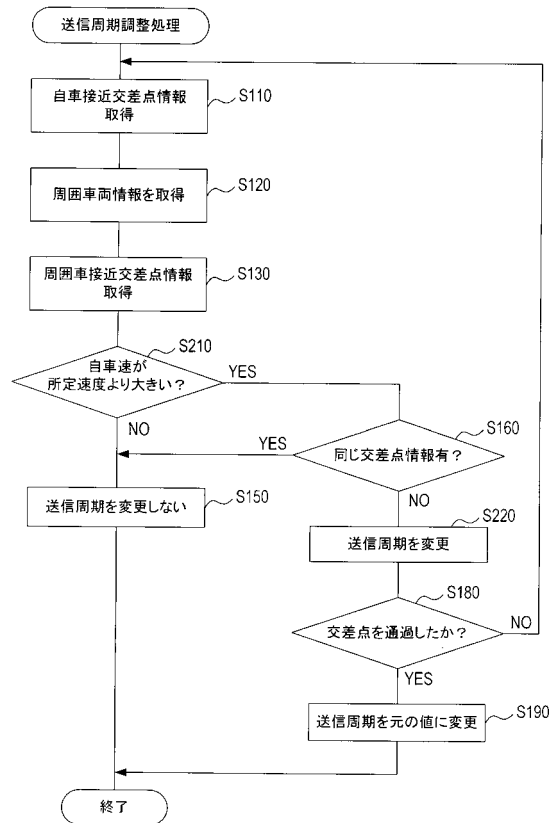 送信周期調整処理
自車接近交差点情報
取得
S110
周囲車両情報を取得
S120
周囲車接近交差点情報
取得
S130
自車速が
所定速度より大きい?
S210
YES
NO
同じ交差点情報有?
S160
YES
NO
送信周期を変更しない
S150
送信周期を変更
S220
交差点を通過したか?
S180
NO
YES
送信周期を元の値に変更
S190
終了